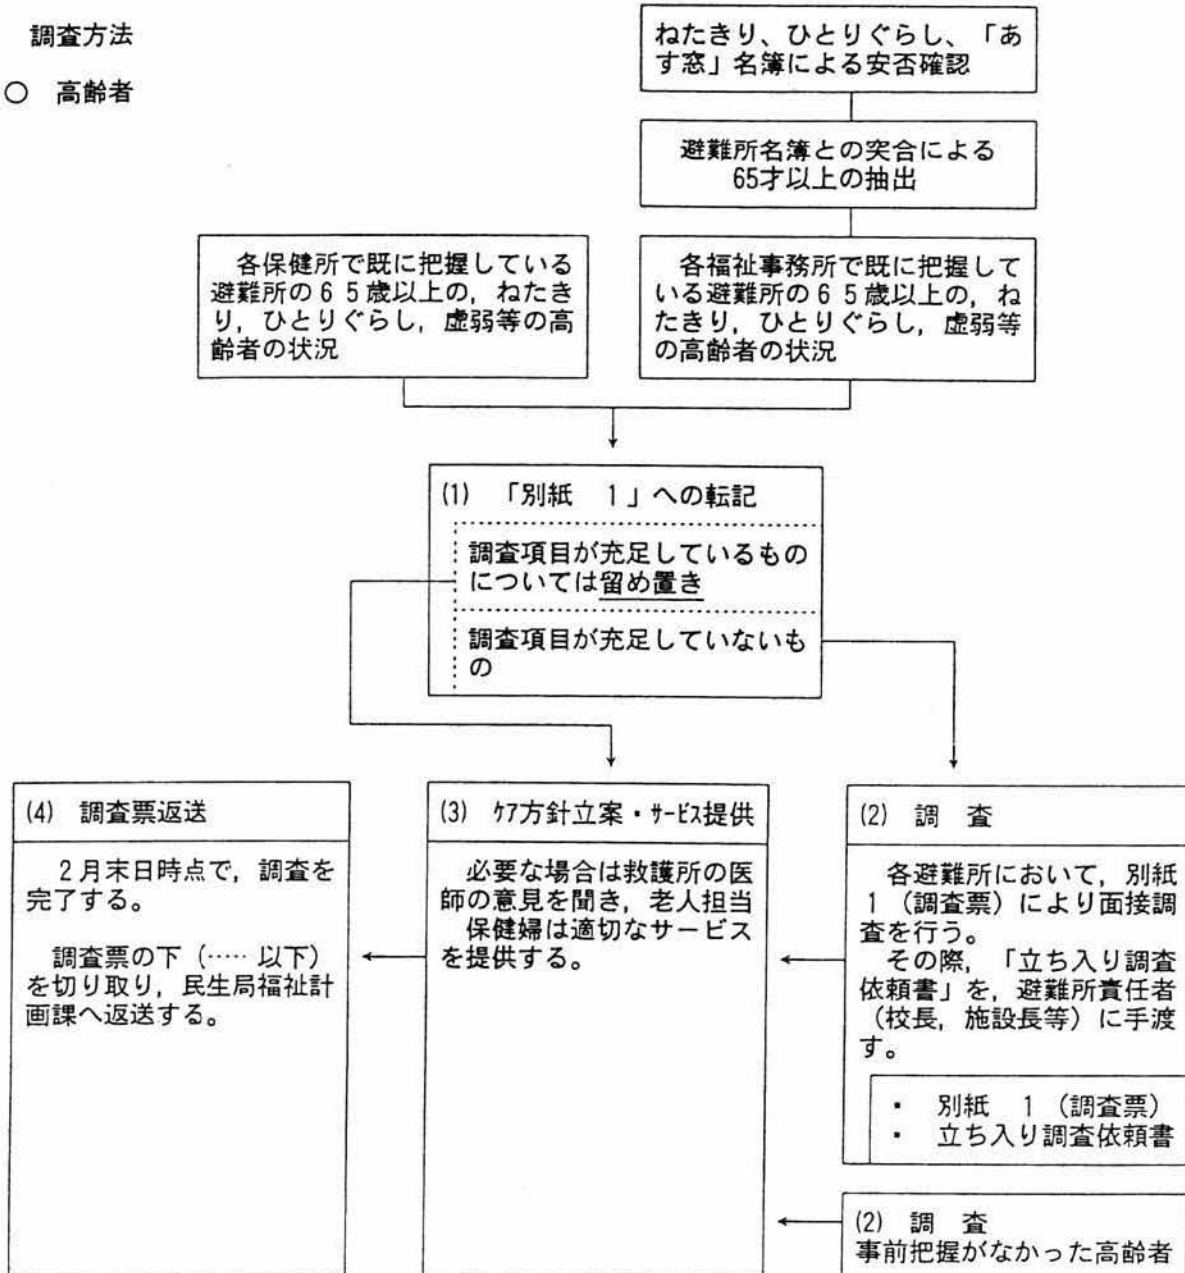 調査方法
○ 高齢者
ねたきり、ひとりぐらし、「あ
す窓」名簿による安否確認
避難所名簿との突合による
65才以上の抽出
各保健所で既に把握している
避難所の65歳以上の,ねたき
り,ひとりぐらし,虚弱等の高
齢者の状況
各福祉事務所で既に把握して
いる避難所の65歳以上の,ね
たきり,ひとりぐらし,虚弱等
の高齢者の状況
(1) 「別紙 1」への転記
調査項目が充足しているもの
については留め置き
調査項目が充足していないも
の
(4) 調査票返送
2月末日時点で,調査を
完了する。
調査票の下(…… 以下)
を切り取り,民生局福祉計
画課へ返送する。
(3) ケア方針立案・サービス提供
必要な場合は救護所の医
師の意見を聞き,老人担当
保健婦は適切なサービス
を提供する。
(2) 調 査
各避難所において,別紙
1(調査票)により面接調
査を行う。
その際,「立ち入り調査
依頼書」を,避難所責任者
(校長,施設長等)に手渡
す。
・ 別紙 1(調査票)
・ 立ち入り調査依頼書
(2) 調 査
事前把握がなかった高齢者